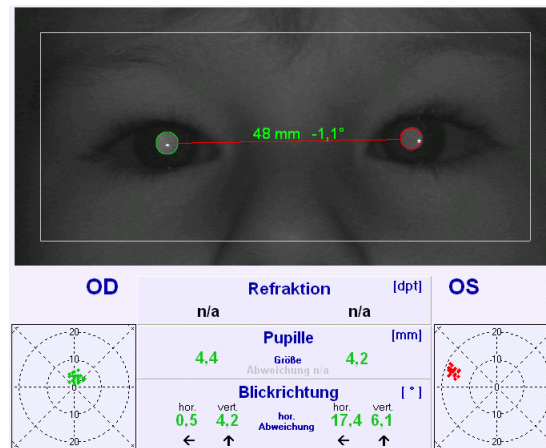 48 mm -1,1°
OD Refraktion [dpt] OS
n/a n/a
Pupille [mm]
4,4 Größe 4,2
Abweichung n/a
Blickrichtung [°]
hor. vert. hor. vert.
0,5 4,2 hor. Abweichung 17,4 6,1
← ↑ ← ↑
20
10
0
10
20
20
10
0
10
20